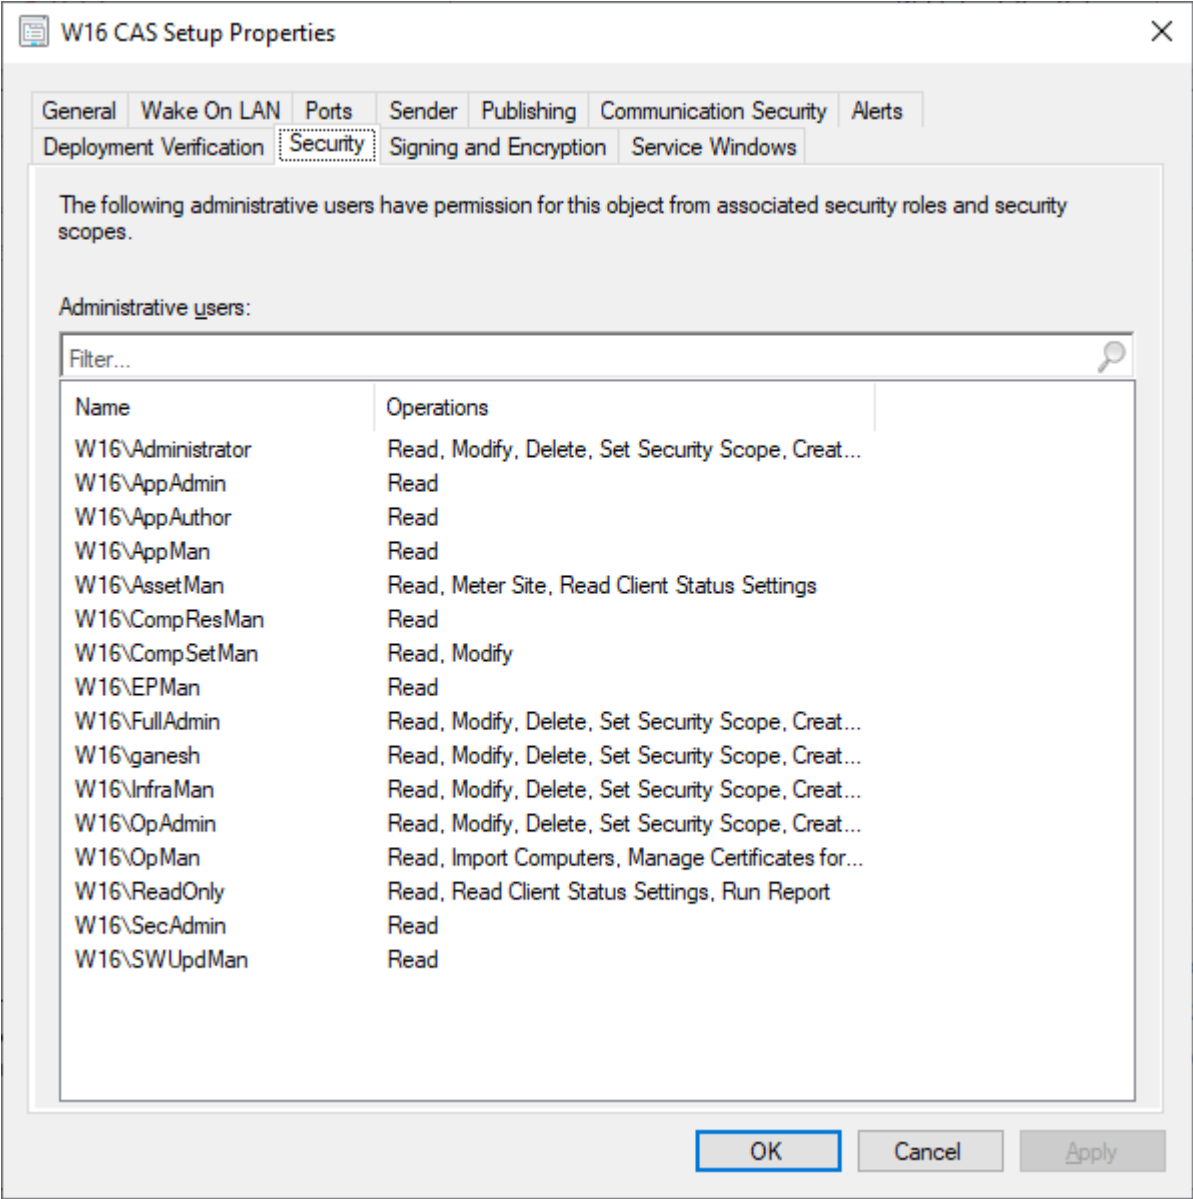 W16 CAS Setup Properties
General Wake On LAN Ports Sender Publishing Communication Security Alerts
Deployment Verification Security Signing and Encryption Service Windows
The following administrative users have permission for this object from associated security roles and security
scopes.
Administrative users:
Filter...
Name Operations
W16\Administrator Read, Modify, Delete, Set Security Scope, Creat...
W16\AppAdmin Read
W16\AppAuthor Read
W16\AppMan Read
W16\AssetMan Read, Meter Site, Read Client Status Settings
W16\CompResMan Read
W16\CompSetMan Read, Modify
W16\EPMan Read
W16\FullAdmin Read, Modify, Delete, Set Security Scope, Creat...
W16\ganesh Read, Modify, Delete, Set Security Scope, Creat...
W16\InfraMan Read, Modify, Delete, Set Security Scope, Creat...
W16\OpAdmin Read, Modify, Delete, Set Security Scope, Creat...
W16\OpMan Read, Import Computers, Manage Certificates for...
W16\ReadOnly Read, Read Client Status Settings, Run Report
W16\SecAdmin Read
W16\SWUpdMan Read
OK Cancel Apply